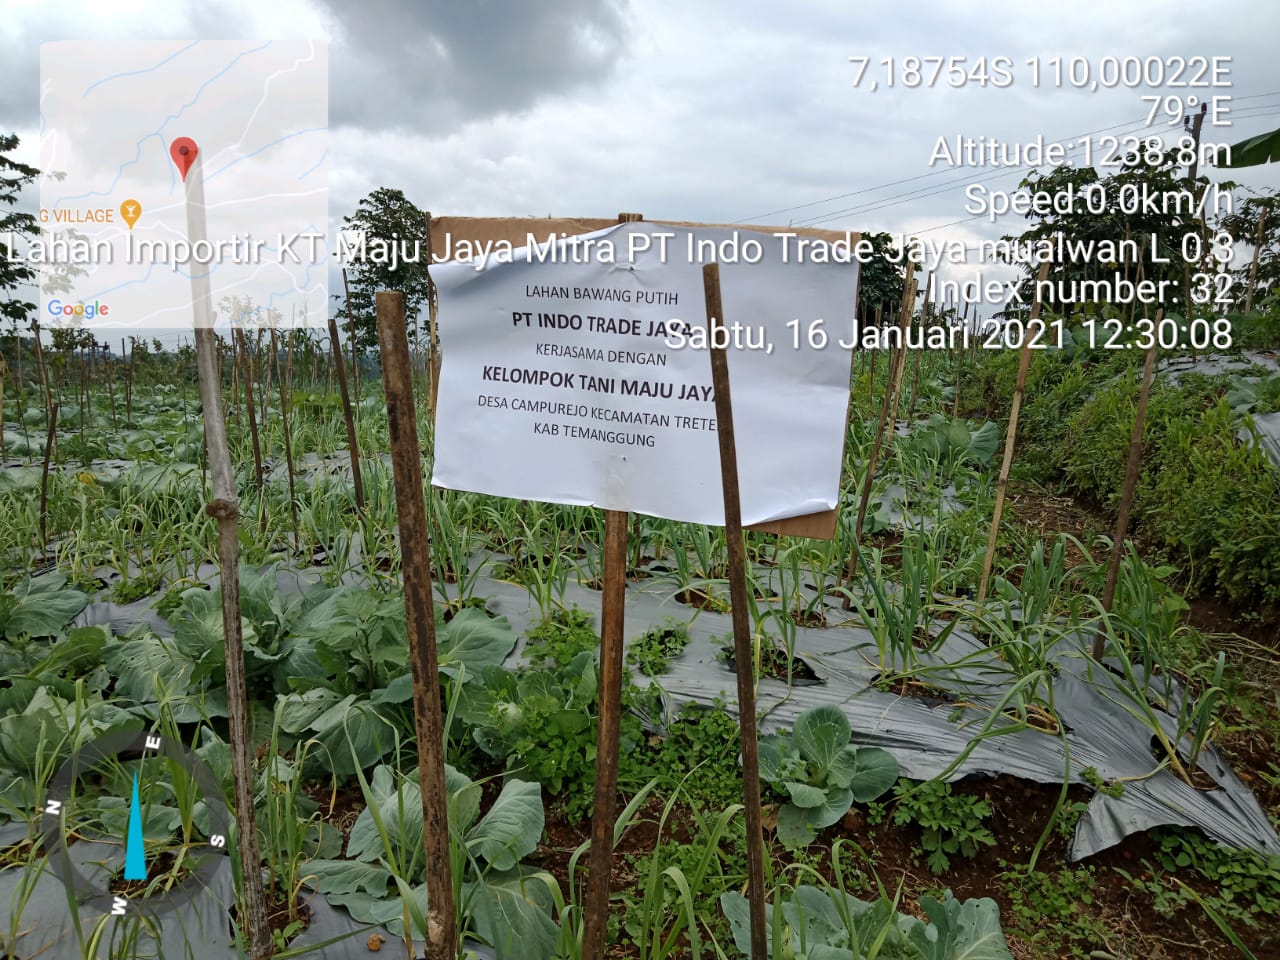 7,18754S 110,00022E
79° E
Altitude:1238.8m
Speed:0.0km/h
G VILLAGE
Lahan Importir KT Maju Jaya Mitra PT Indo Trade Jaya mualwan L 0.3
Index number: 32
Google
Sabtu, 16 Januari 2021 12:30:08
LAHAN BAWANG PUTIH
PT INDO TRADE JAYA
KERJASAMA DENGAN
KELOMPOK TANI MAJU JAYA
DESA CAMPUREJO KECAMATAN TRETE
KAB TEMANGGUNG
E
N
S
W